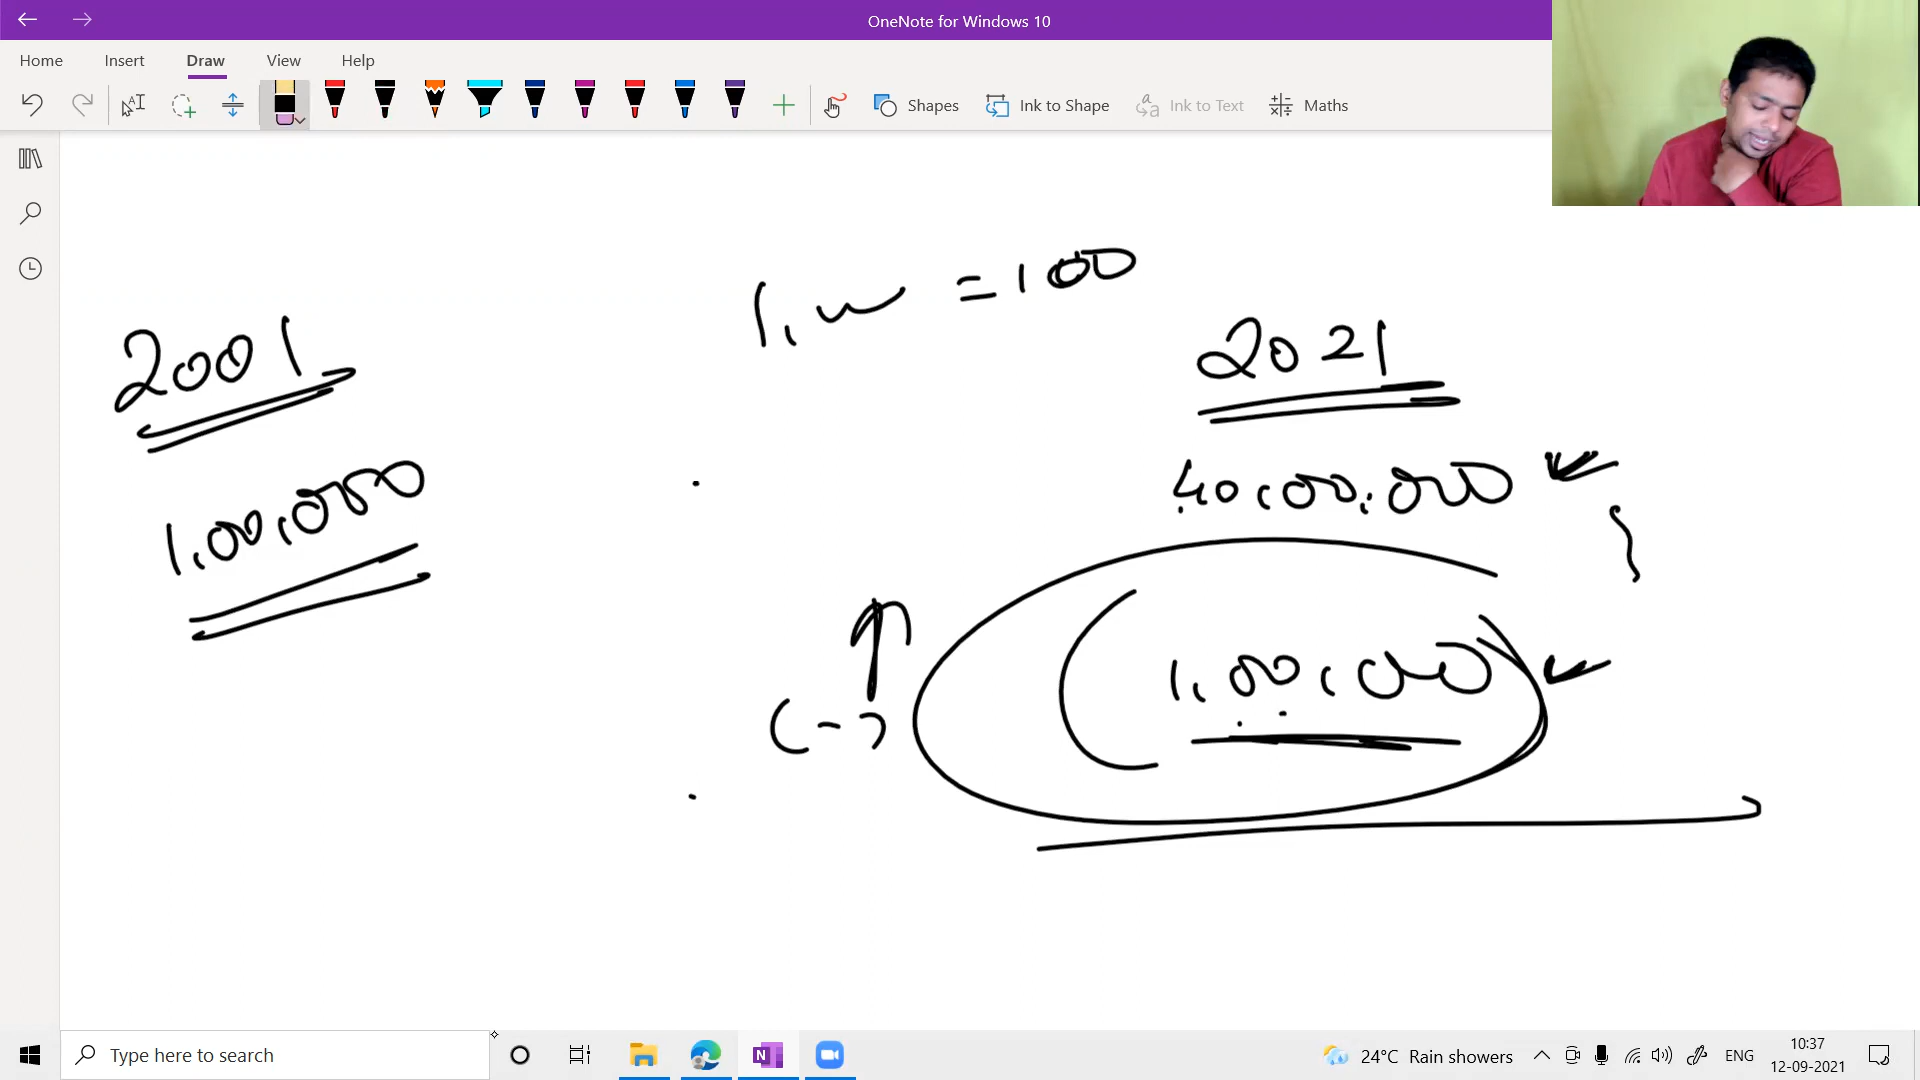 OneNote for Windows 10
Home Insert Draw View Help
Shapes Ink to Shape Ink to Text Maths
= 100
2001
2021
1,00,000
40,00,000
1,00,000
(-)
Type here to search
24°C Rain showers
ENG
10:37
12-09-2021